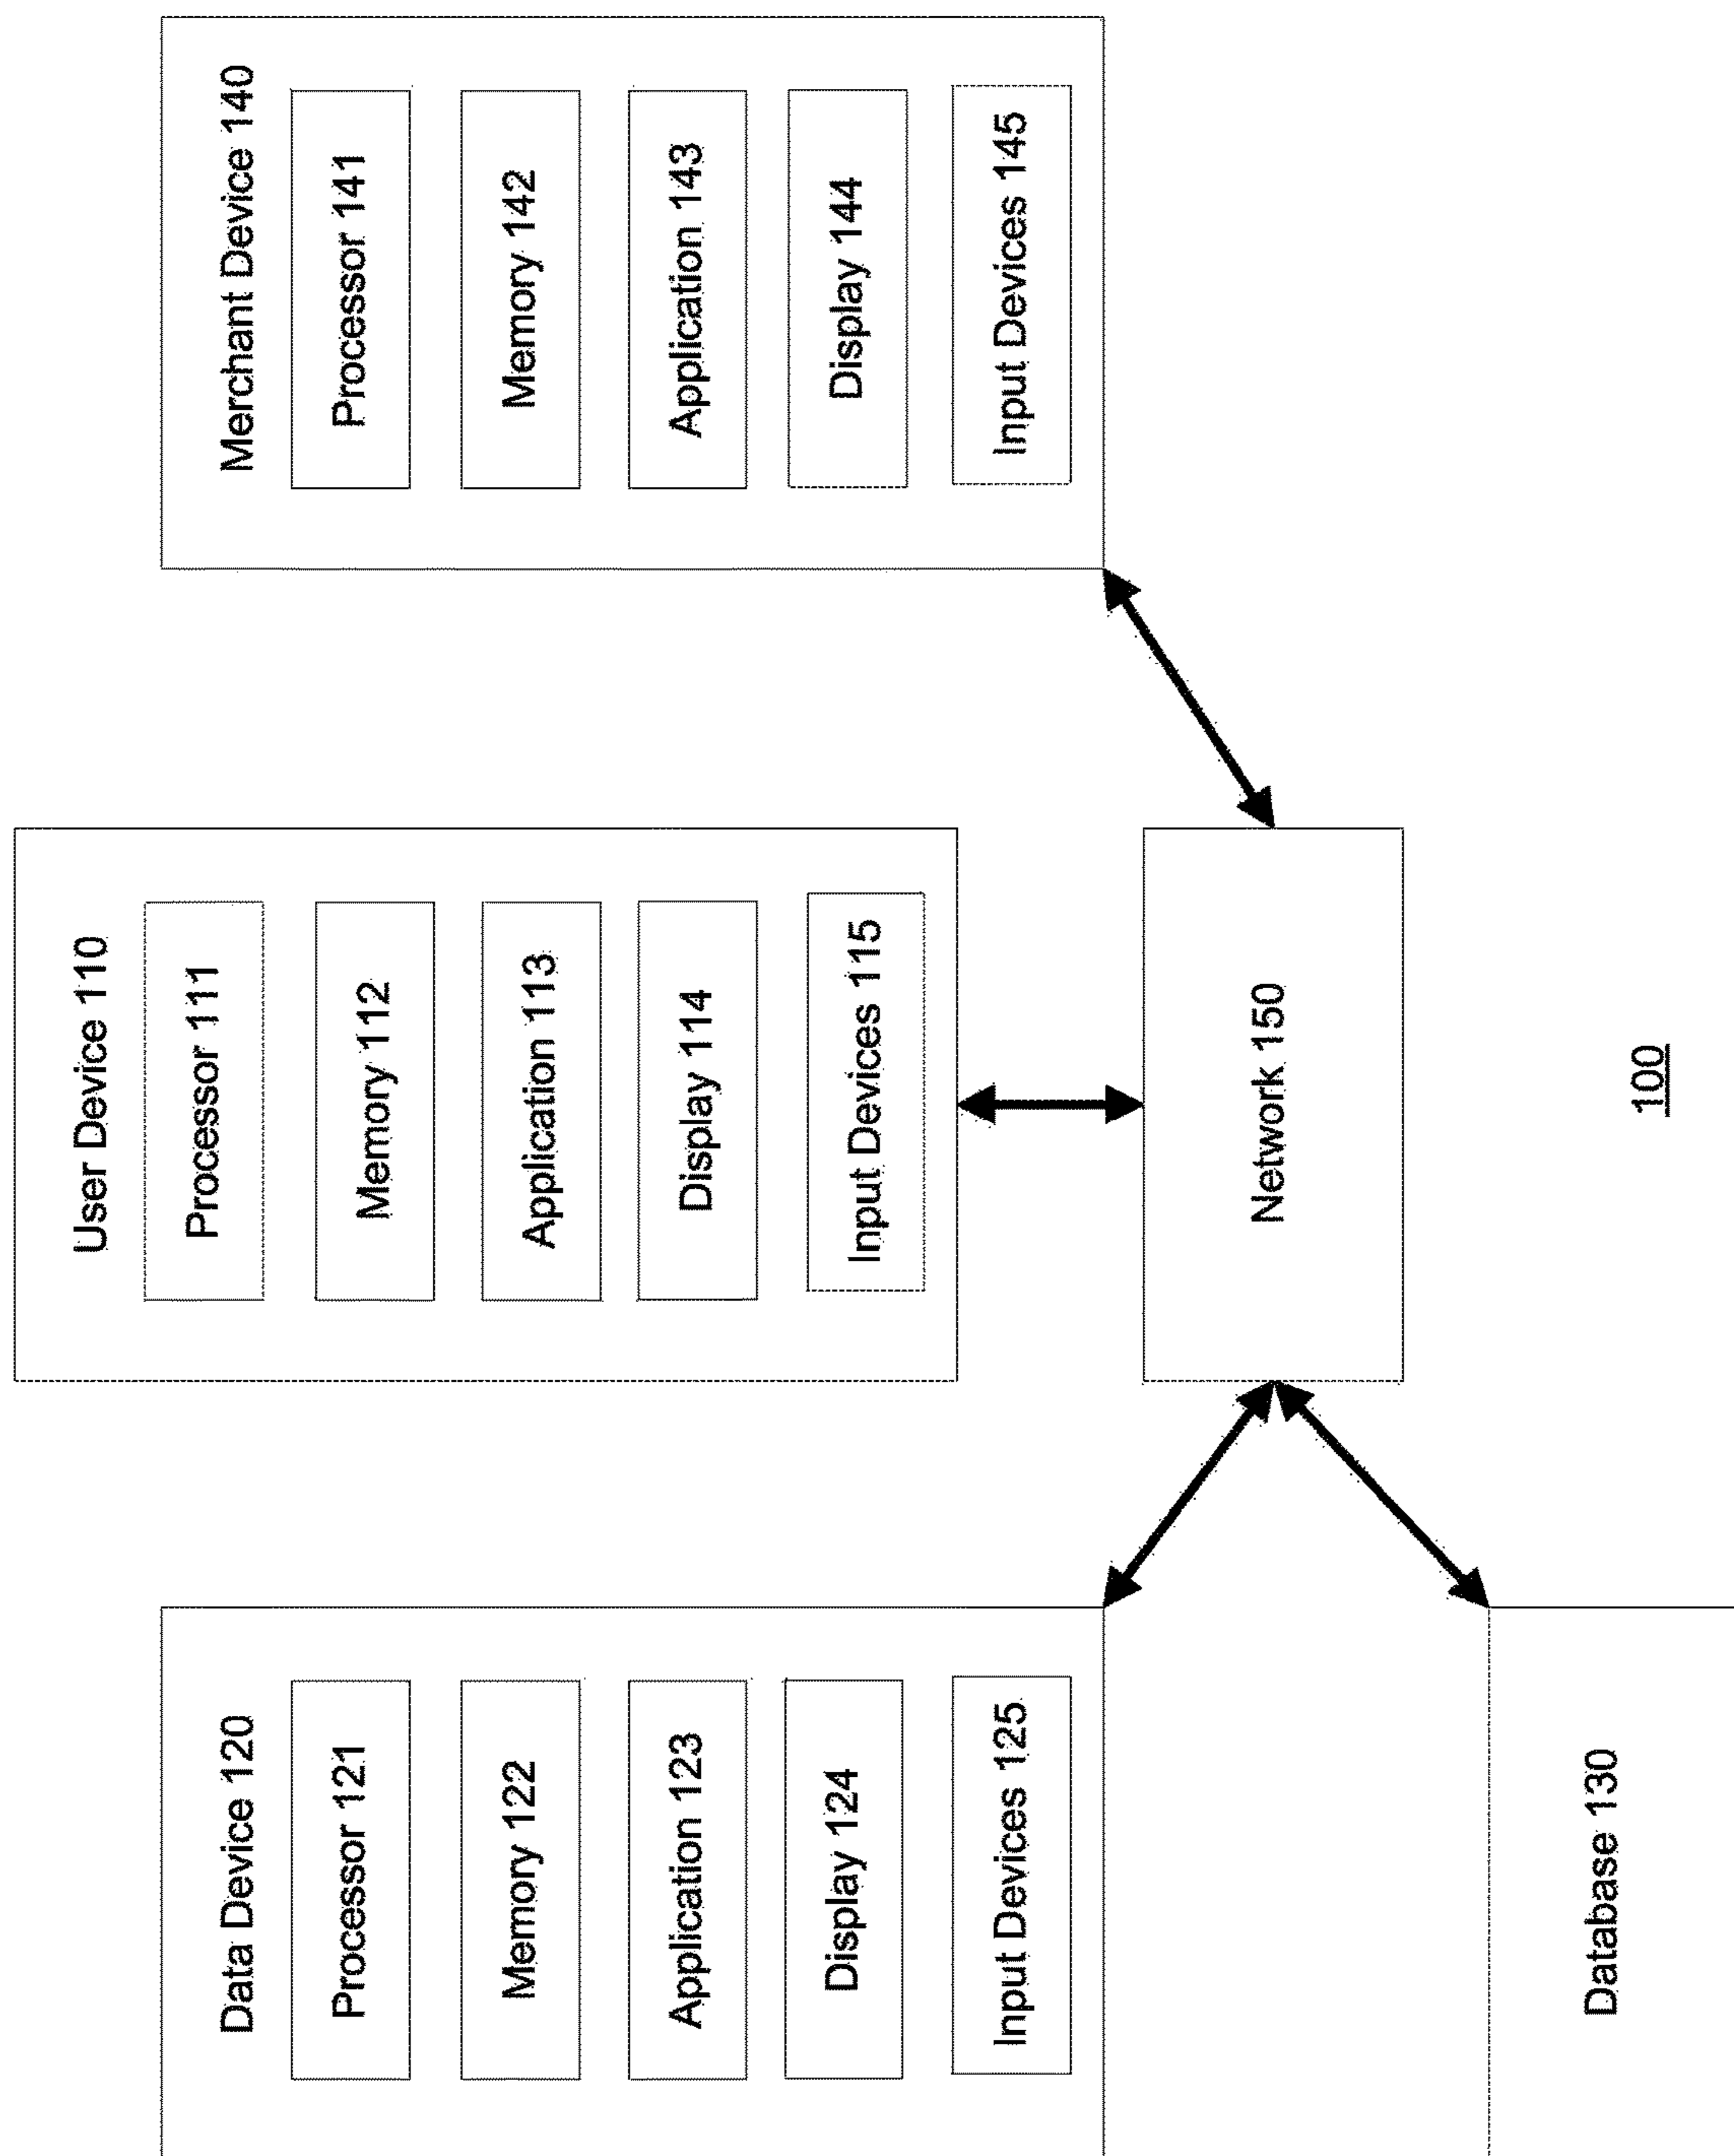 Data Device 120
Processor 121
Memory 122
Application 123
Display 124
Input Devices 125
Database 130
User Device 110
Processor 111
Memory 112
Application 113
Display 114
Input Devices 115
Network 150
100
Merchant Device 140
Processor 141
Memory 142
Application 143
Display 144
Input Devices 145